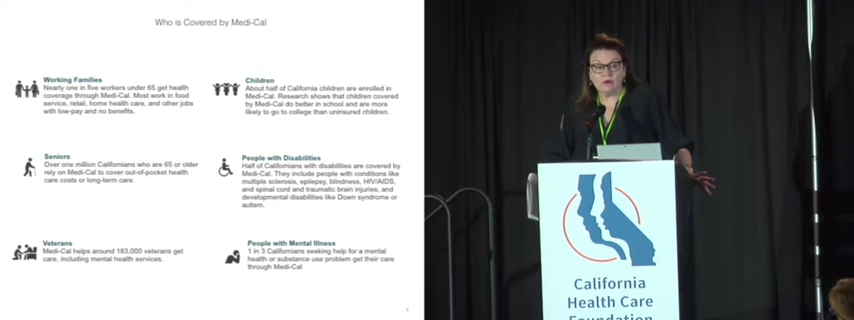 Who is Covered by Medi-Cal
Working Families
Nearly one in five workers under 65 get health
coverage through Medi-Cal. Most work in food
service, retail, home health care, and other jobs
with low-pay and no benefits.
Children
About half of California children are enrolled in
Medi-Cal. Research shows that children covered
by Medi-Cal do better in school and are more
likely to go to college than uninsured children.
Seniors
Over one million Californians who are 65 or older
rely on Medi-Cal to cover out-of-pocket health
care costs or long-term care.
People with Disabilities
Half of Californians with disabilities are covered by
Medi-Cal. They include people with conditions like
multiple sclerosis, epilepsy, blindness, HIV/AIDS,
and spinal cord and traumatic brain injuries, and
developmental disabilities like Down syndrome or
autism.
Veterans
Medi-Cal helps around 183,000 veterans get
care, including mental health services.
People with Mental Illness
1 in 3 Californians seeking help for a mental
health or substance use problem get their care
through Medi-Cal
California
Health Care
Foundation